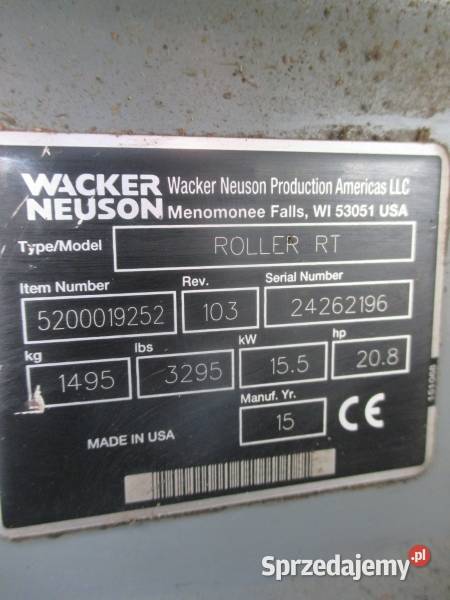 WACKER NEUSON Wacker Neuson Production Americas LLC
Menomonee Falls, WI 53051 USA
Type/Model ROLLER RT
Item Number Rev. Serial Number
5200019252 103 24262196
kg lbs kW hp
1495 3295 15.5 20.8
Manuf. Yr.
15
MADE IN USA CE
Sprzedajemy.pl